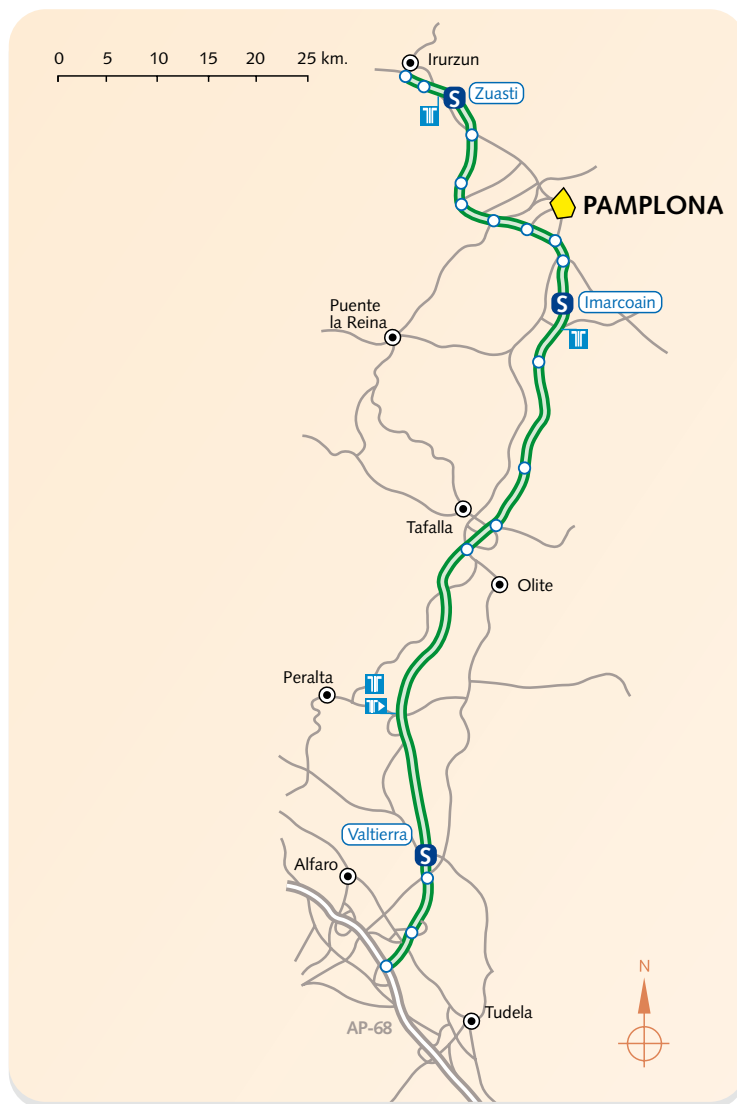 0 5 10 15 20 25 km.
Irurzun
S Zuasti
PAMPLONA
S Imarcoain
Puente
la Reina
Tafalla
Olite
Peralta
Valtierra
S
Alfaro
N
Tudela
AP-68